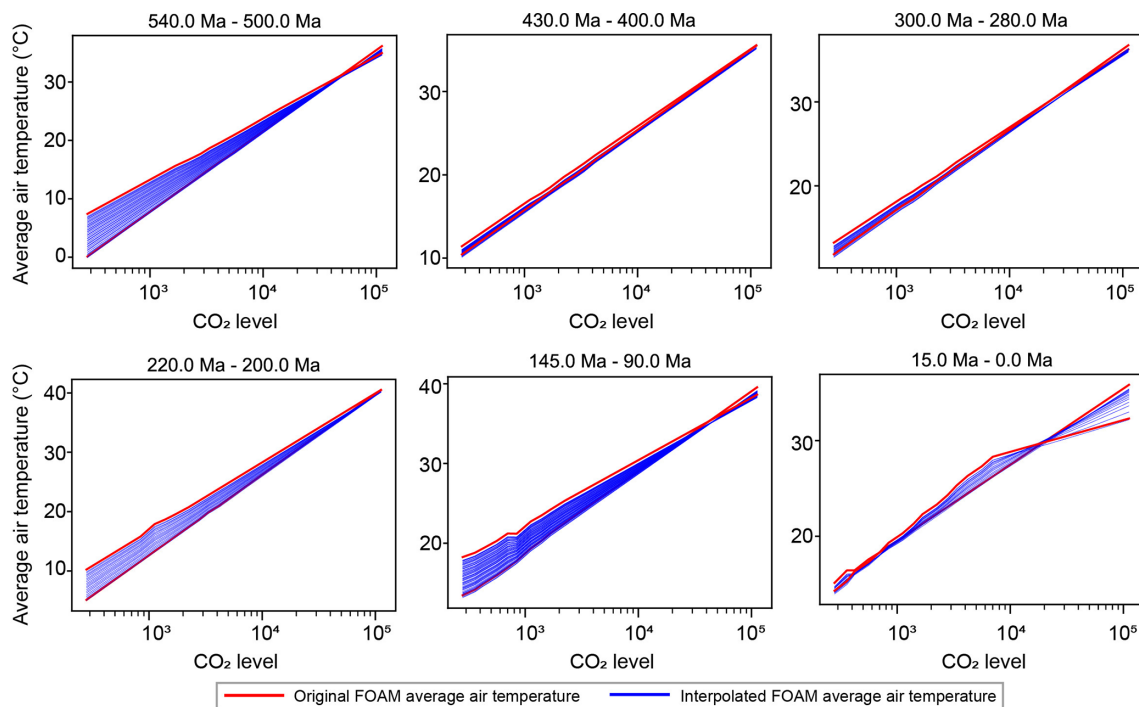 540.0 Ma - 500.0 Ma
430.0 Ma - 400.0 Ma
300.0 Ma - 280.0 Ma
Average air temperature (°C)
30
20
10
0
10³
10⁴
10⁵
CO₂ level
30
20
10
10³
10⁴
10⁵
CO₂ level
30
20
10³
10⁴
10⁵
CO₂ level
220.0 Ma - 200.0 Ma
145.0 Ma - 90.0 Ma
15.0 Ma - 0.0 Ma
Average air temperature (°C)
40
30
20
10
10³
10⁴
10⁵
CO₂ level
40
30
20
10³
10⁴
10⁵
CO₂ level
30
20
10³
10⁴
10⁵
CO₂ level
Original FOAM average air temperature
Interpolated FOAM average air temperature